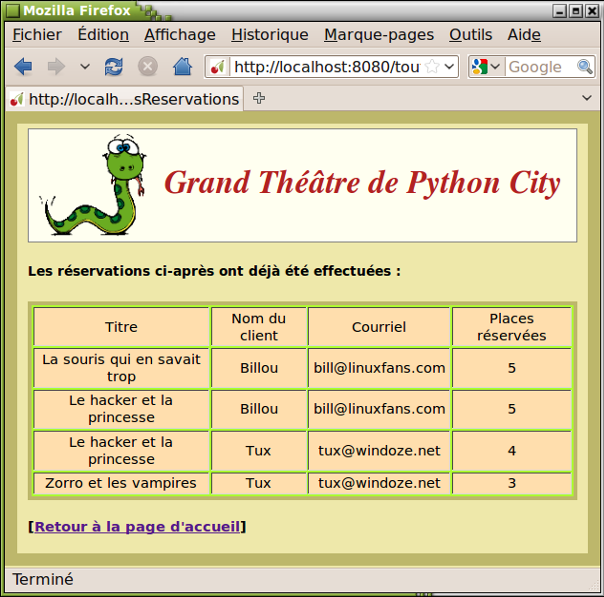 Mozilla Firefox
Fichier Édition Affichage Historique Marque-pages Outils Aide
http://localhost:8080/tou Google
http://localh...sReservations
Grand Théâtre de Python City
Les réservations ci-après ont déjà été effectuées :
Titre Nom du client Courriel Places réservées
La souris qui en savait trop Billou bill@linuxfans.com 5
Le hacker et la princesse Billou bill@linuxfans.com 5
Le hacker et la princesse Tux tux@windoze.net 4
Zorro et les vampires Tux tux@windoze.net 3
[Retour à la page d'accueil]
Terminé